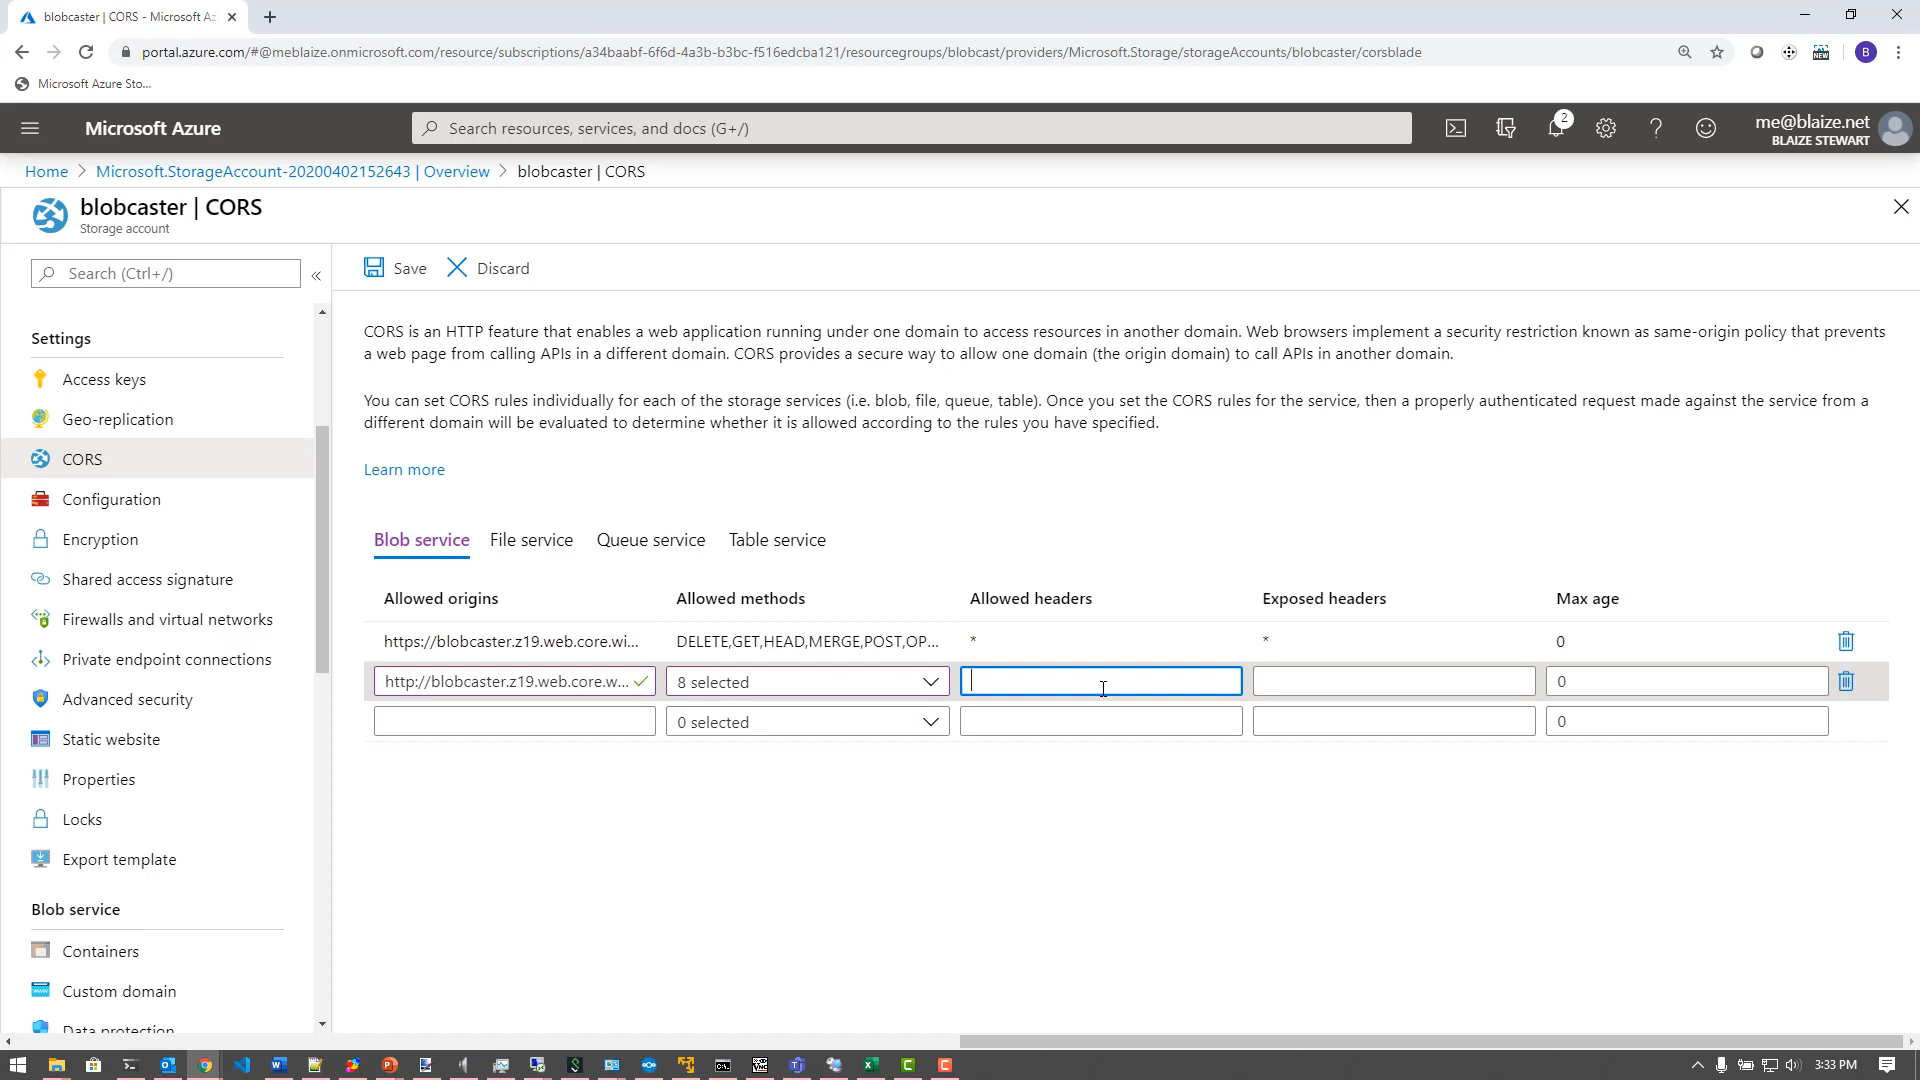 blobcaster | CORS - Microsoft Az
portal.azure.com/#@meblaize.onmicrosoft.com/resource/subscriptions/a34baabf-6f6d-4a3b-b3bc-f516edcba121/resourcegroups/blobcast/providers/Microsoft.Storage/storageAccounts/blobcaster/corsblade
NEW
B
Microsoft Azure Sto...
Microsoft Azure
Search resources, services, and docs (G+/)
2
me@blaize.net
BLAIZE STEWART
Home > Microsoft.StorageAccount-20200402152643 | Overview > blobcaster | CORS
blobcaster | CORS
Storage account
Search (Ctrl+/)
«
Save
Discard
CORS is an HTTP feature that enables a web application running under one domain to access resources in another domain. Web browsers implement a security restriction known as same-origin policy that prevents
a web page from calling APIs in a different domain. CORS provides a secure way to allow one domain (the origin domain) to call APIs in another domain.
You can set CORS rules individually for each of the storage services (i.e. blob, file, queue, table). Once you set the CORS rules for the service, then a properly authenticated request made against the service from a
different domain will be evaluated to determine whether it is allowed according to the rules you have specified.
Learn more
Settings
Access keys
Geo-replication
CORS
Configuration
Encryption
Shared access signature
Firewalls and virtual networks
Private endpoint connections
Advanced security
Static website
Properties
Locks
Export template
Blob service
Containers
Custom domain
Data protection
Blob service File service Queue service Table service
Allowed origins Allowed methods Allowed headers Exposed headers Max age
https://blobcaster.z19.web.core.wi... DELETE,GET,HEAD,MERGE,POST,OP... * * 0
http://blobcaster.z19.web.core.w... 8 selected 0
0 selected 0
3:33 PM